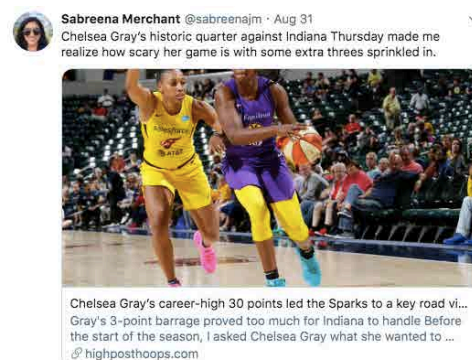 Sabreena Merchant @sabreenajm · Aug 31
Chelsea Gray's historic quarter against Indiana Thursday made me
realize how scary her game is with some extra threes sprinkled in.
Chelsea Gray's career-high 30 points led the Sparks to a key road vi...
Gray's 3-point barrage proved too much for Indiana to handle Before
the start of the season, I asked Chelsea Gray what she wanted to ...
highposthoops.com